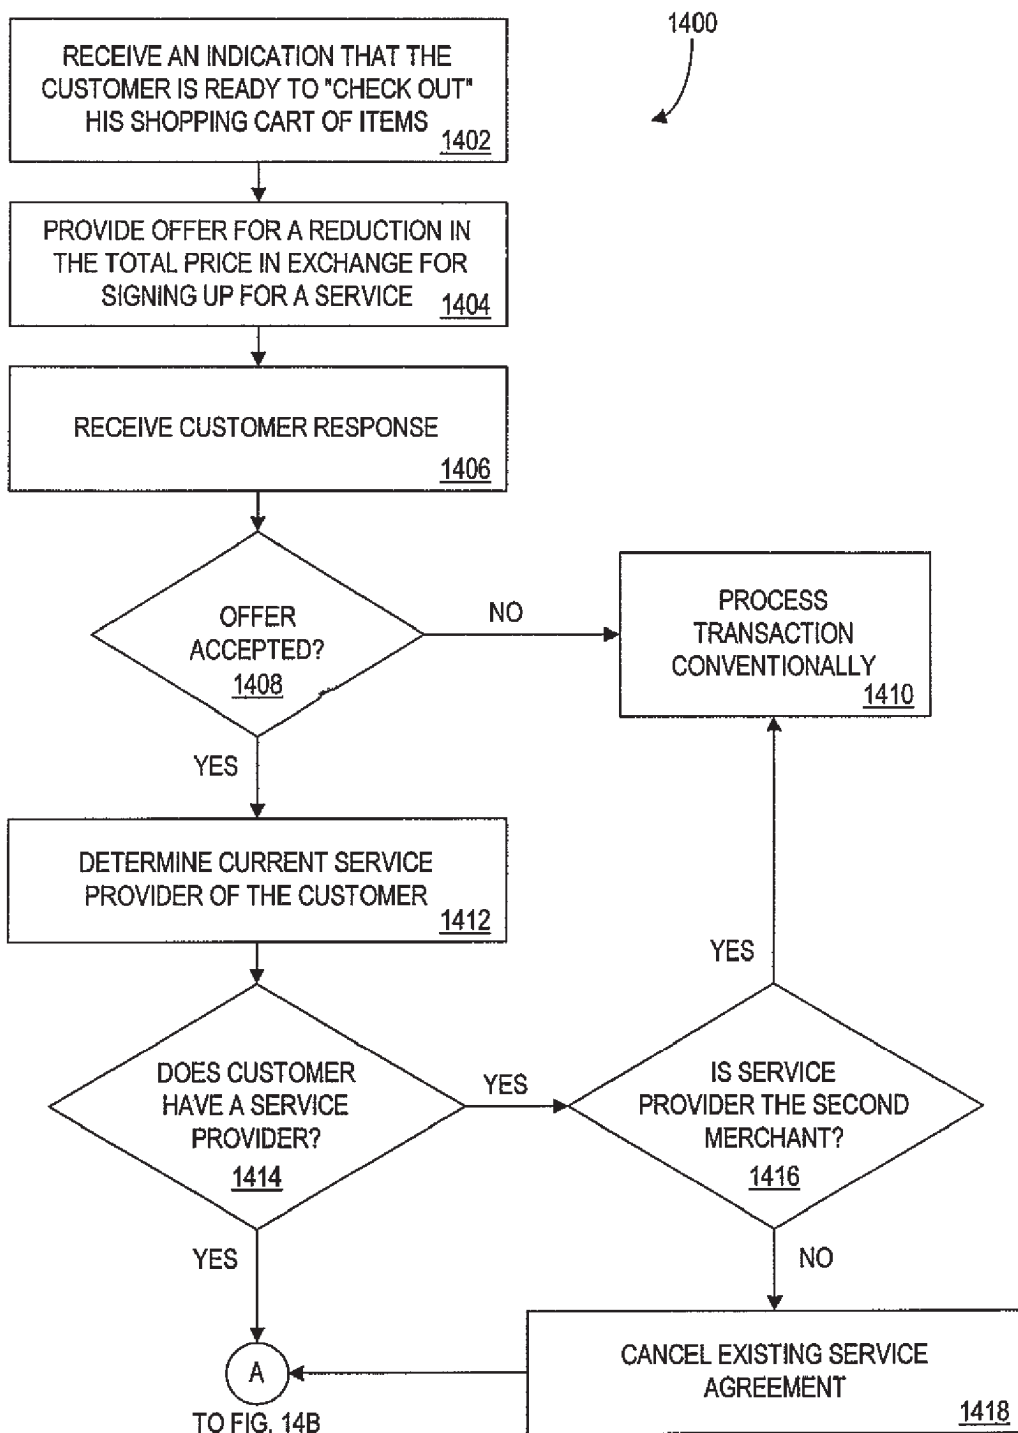 1400
RECEIVE AN INDICATION THAT THE
CUSTOMER IS READY TO "CHECK OUT"
HIS SHOPPING CART OF ITEMS
1402
PROVIDE OFFER FOR A REDUCTION IN
THE TOTAL PRICE IN EXCHANGE FOR
SIGNING UP FOR A SERVICE
1404
RECEIVE CUSTOMER RESPONSE
1406
OFFER
ACCEPTED?
1408
NO
PROCESS
TRANSACTION
CONVENTIONALLY
1410
YES
DETERMINE CURRENT SERVICE
PROVIDER OF THE CUSTOMER
1412
YES
DOES CUSTOMER
HAVE A SERVICE
PROVIDER?
1414
YES
IS SERVICE
PROVIDER THE SECOND
MERCHANT?
1416
YES
NO
A
TO FIG. 14B
CANCEL EXISTING SERVICE
AGREEMENT
1418